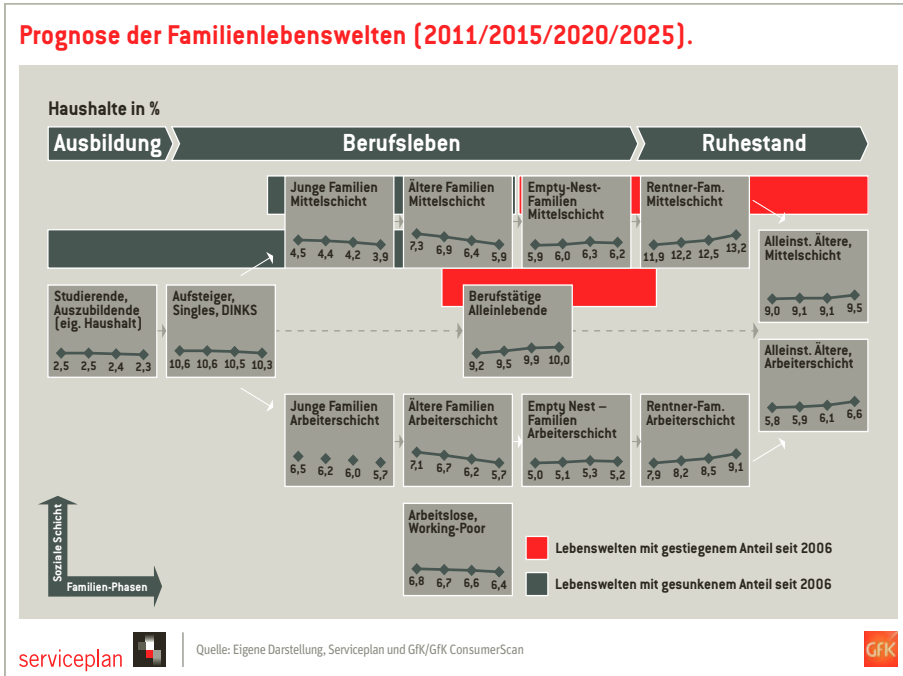 Prognose der Familienlebenswelten (2011/2015/2020/2025).
Haushalte in %
Ausbildung
Berufsleben
Ruhestand
Junge Familien
Mittelschicht
4,5 4,4 4,2 3,9
Ältere Familien
Mittelschicht
7,3 6,9 6,4 5,9
Empty-Nest-
Familien
Mittelschicht
5,9 6,0 6,3 6,2
Rentner-Fam.
Mittelschicht
11,9 12,2 12,5 13,2
Alleinst. Ältere,
Mittelschicht
9,0 9,1 9,1 9,5
Studierende,
Auszubildende
(eig. Haushalt)
2,5 2,5 2,4 2,3
Aufsteiger,
Singles, DINKS
10,6 10,6 10,5 10,3
Berufstätige
Alleinlebende
9,2 9,5 9,9 10,0
Alleinst. Ältere,
Arbeiterschicht
5,8 5,9 6,1 6,6
Junge Familien
Arbeiterschicht
6,5 6,2 6,0 5,7
Ältere Familien
Arbeiterschicht
7,1 6,7 6,2 5,7
Empty Nest –
Familien
Arbeiterschicht
5,0 5,1 5,3 5,2
Rentner-Fam.
Arbeiterschicht
7,9 8,2 8,5 9,1
Arbeitslose,
Working-Poor
6,8 6,7 6,6 6,4
Soziale Schicht
Familien-Phasen
Lebenswelten mit gestiegenem Anteil seit 2006
Lebenswelten mit gesunkenem Anteil seit 2006
serviceplan
Quelle: Eigene Darstellung, Serviceplan und GfK/GfK ConsumerScan
GfK